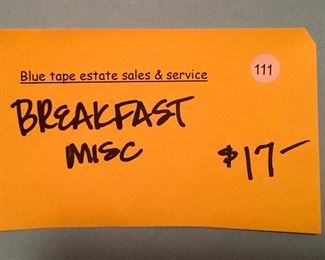 Blue tape estate sales & service 111
BREAKFAST
MISC $17-